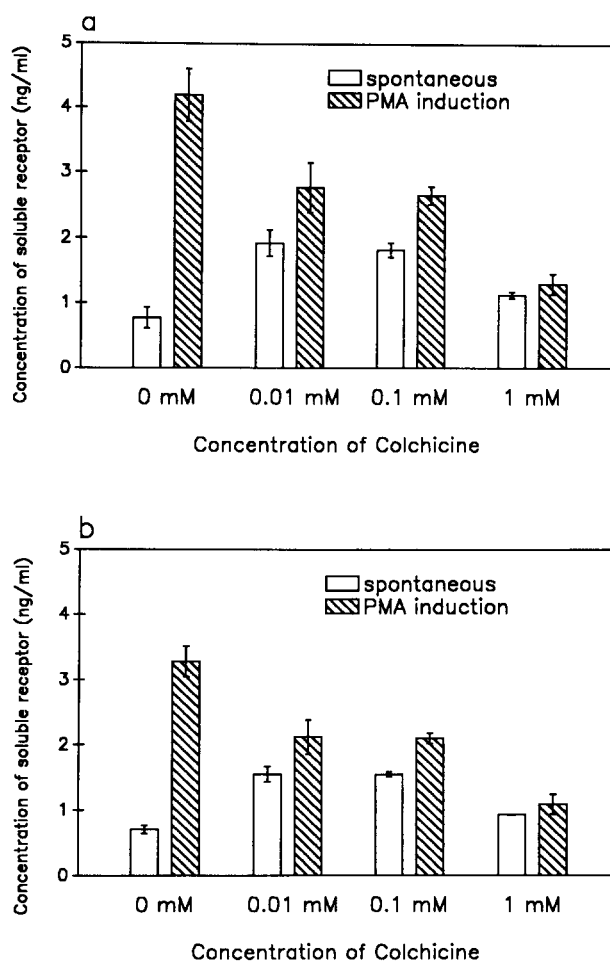 a
Concentration of soluble receptor (ng/ml)
5
4
3
2
1
0
spontaneous
PMA induction
0 mM 0.01 mM 0.1 mM 1 mM
Concentration of Colchicine
b
Concentration of soluble receptor (ng/ml)
5
4
3
2
1
0
spontaneous
PMA induction
0 mM 0.01 mM 0.1 mM 1 mM
Concentration of Colchicine